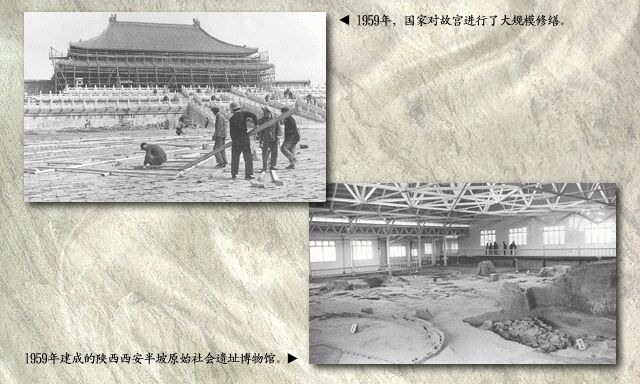 ◀ 1959年，国家对故宫进行了大规模修缮。
1959年建成的陕西西安半坡原始社会遗址博物馆。▶